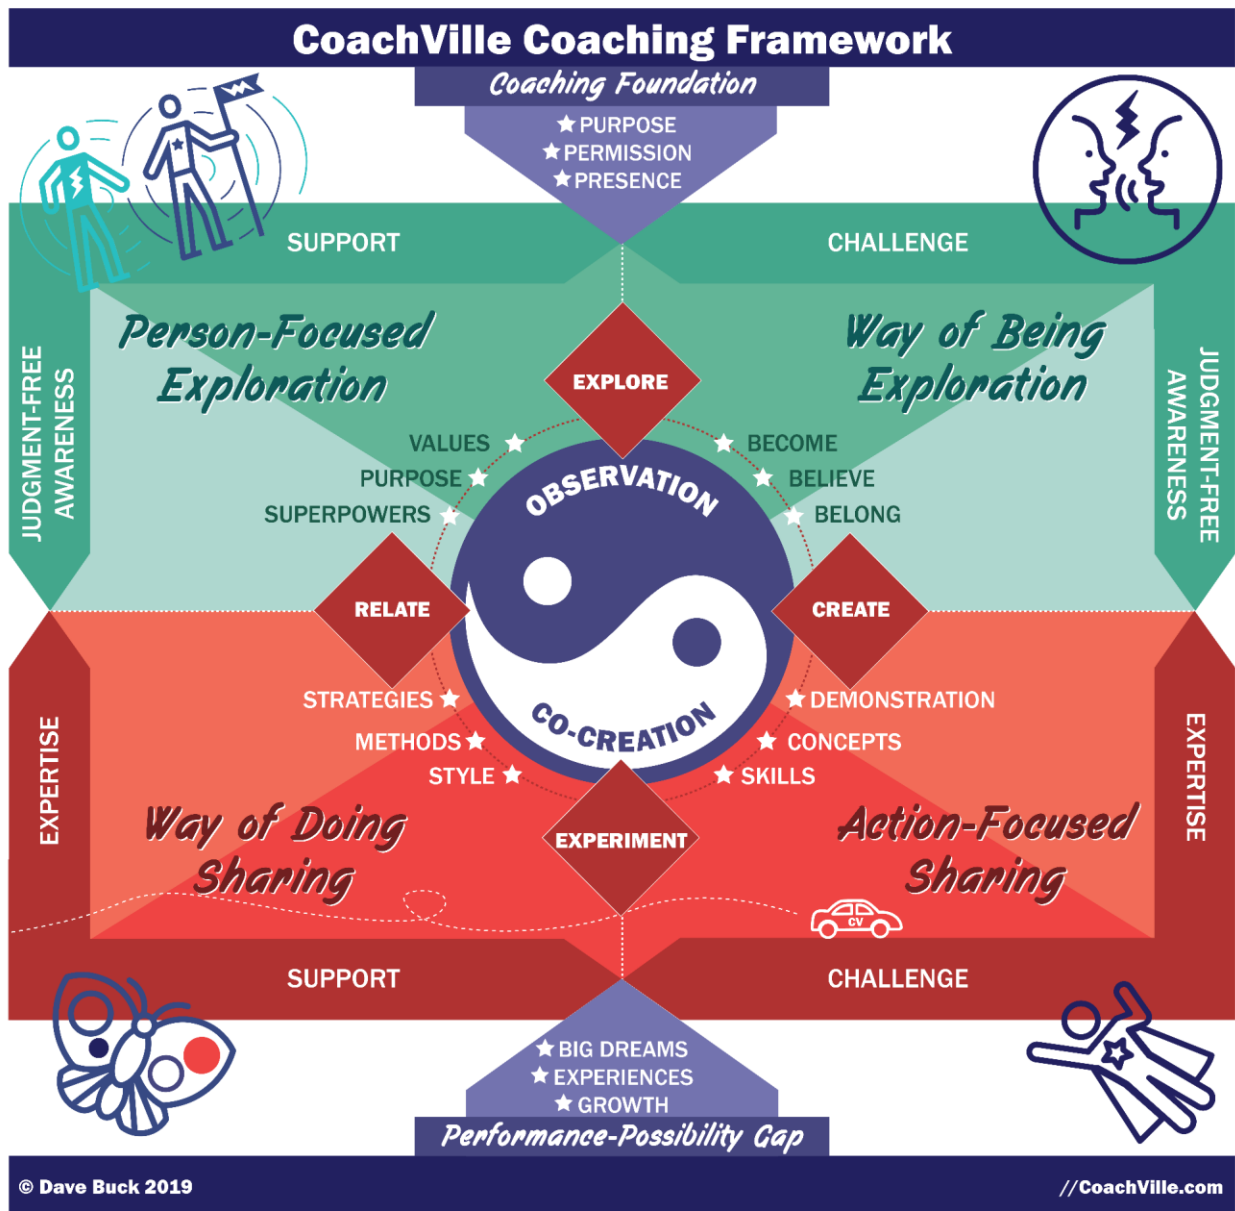 CoachVille Coaching Framework
Coaching Foundation
★ PURPOSE
★ PERMISSION
★ PRESENCE
SUPPORT
CHALLENGE
JUDGMENT-FREE
AWARENESS
Person-Focused
Exploration
Way of Being
Exploration
JUDGMENT-FREE
AWARENESS
EXPLORE
VALUES ★
PURPOSE ★
SUPERPOWERS ★
★ BECOME
★ BELIEVE
★ BELONG
OBSERVATION
RELATE
CREATE
CO-CREATION
STRATEGIES ★
METHODS ★
STYLE ★
★ DEMONSTRATION
★ CONCEPTS
★ SKILLS
EXPERTISE
EXPERTISE
EXPERIMENT
Way of Doing
Sharing
Action-Focused
Sharing
CV
SUPPORT
CHALLENGE
★ BIG DREAMS
★ EXPERIENCES
★ GROWTH
Performance-Possibility Gap
© Dave Buck 2019
//CoachVille.com